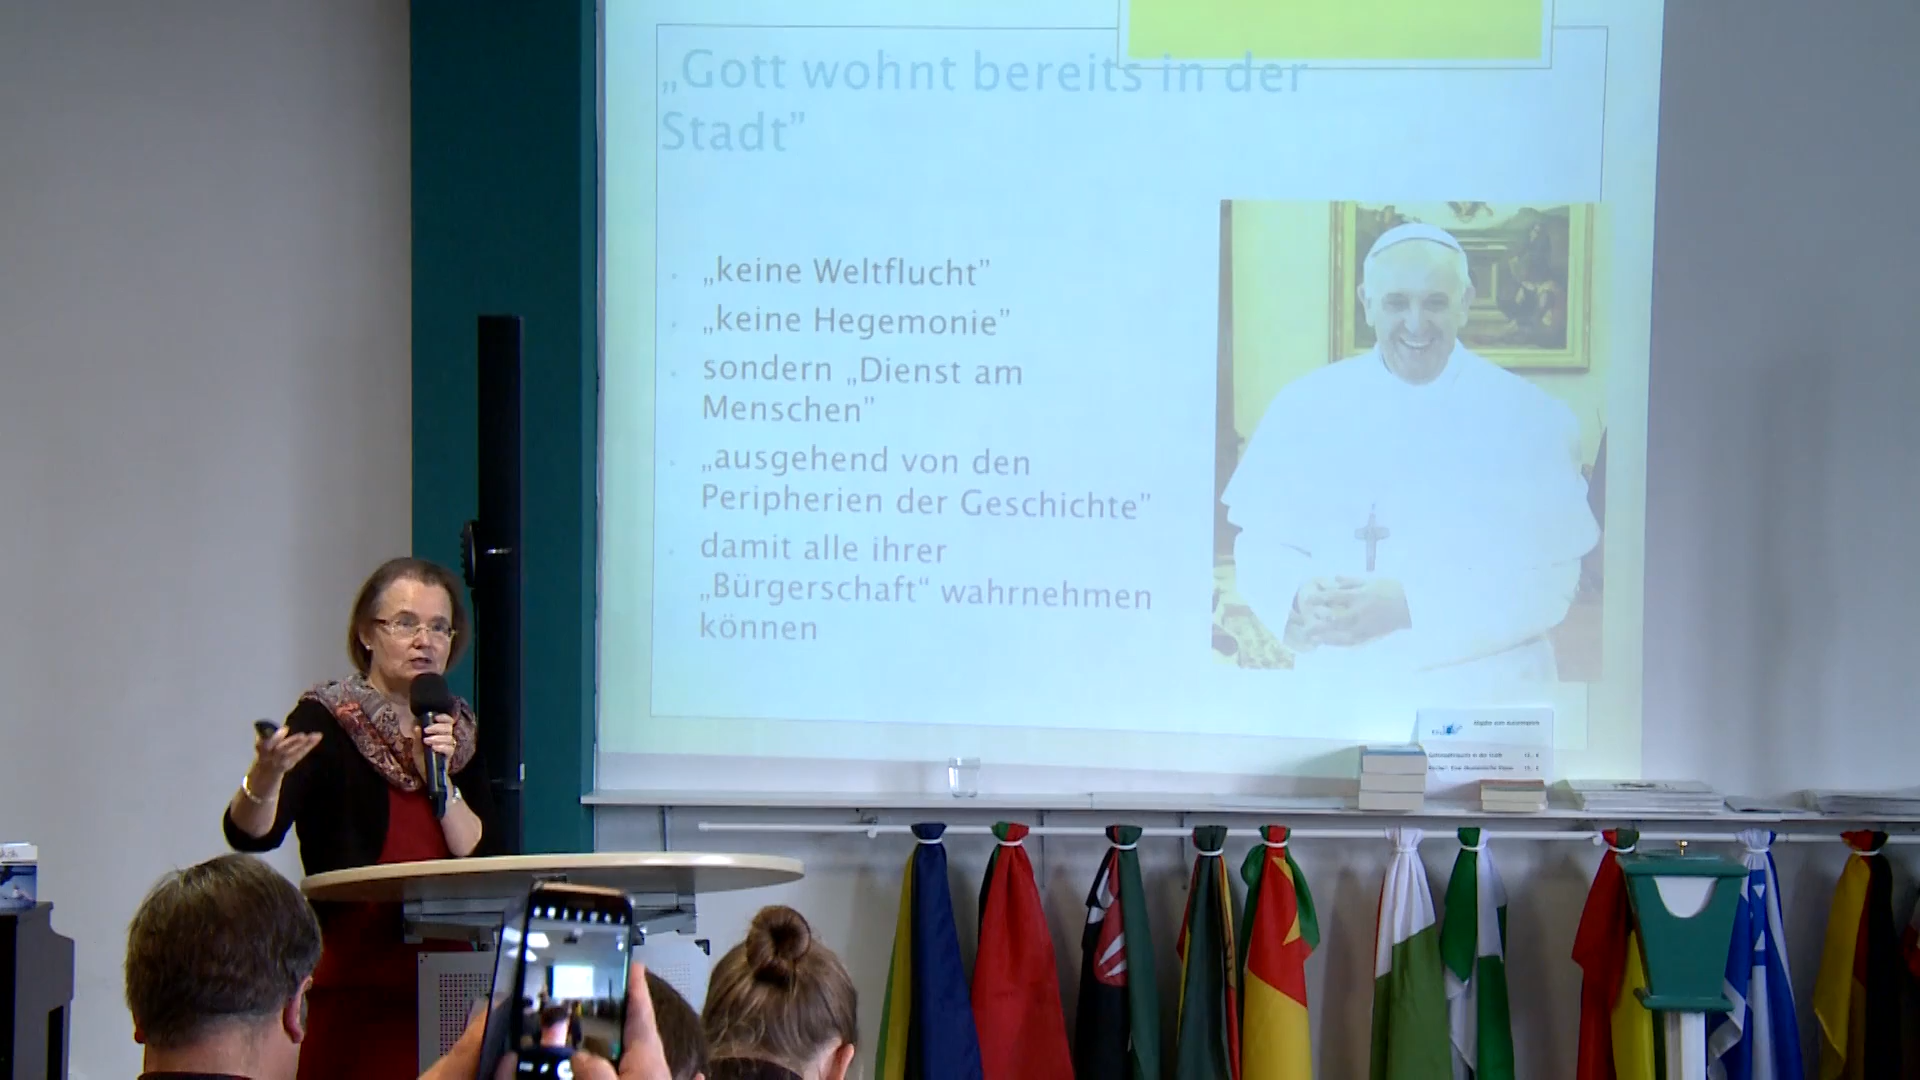 „Gott wohnt bereits in der
Stadt”
„keine Weltflucht”
„keine Hegemonie”
sondern „Dienst am
Menschen”
„ausgehend von den
Peripherien der Geschichte”
damit alle ihrer
„Bürgerschaft“ wahrnehmen
können